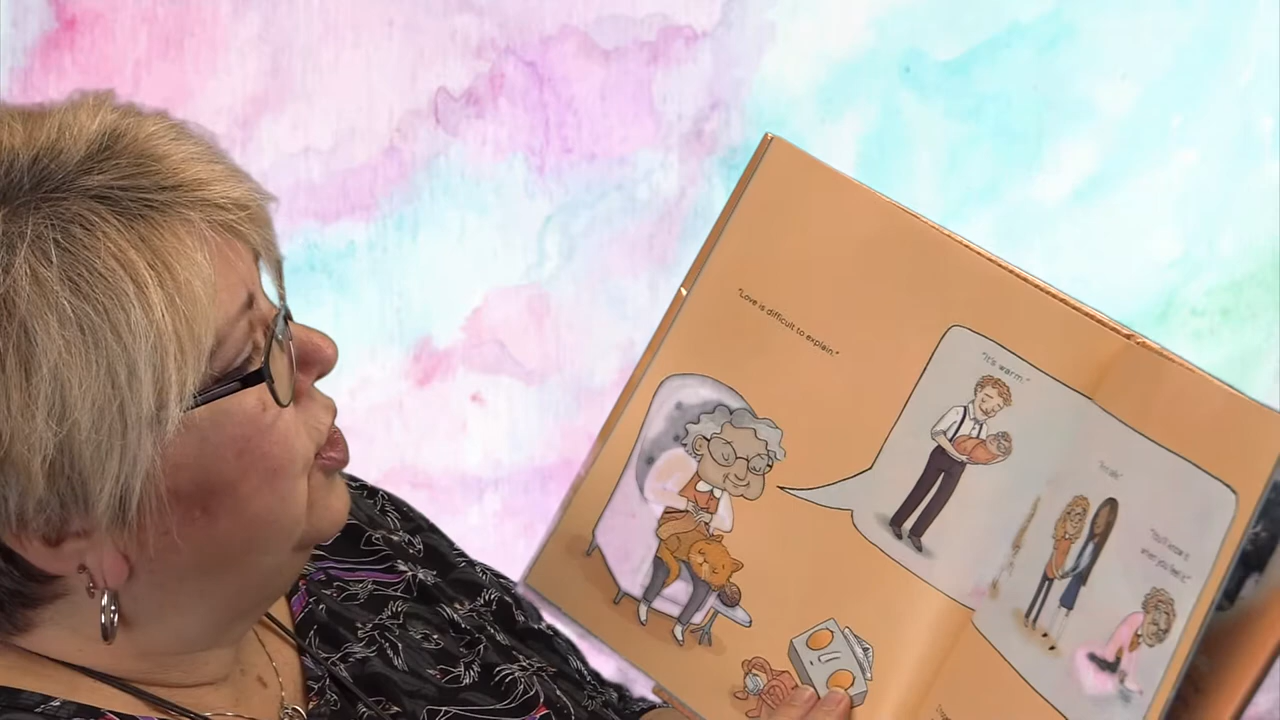 "Love is difficult to explain."
"It's warm."
"You'll know it
when you feel it."